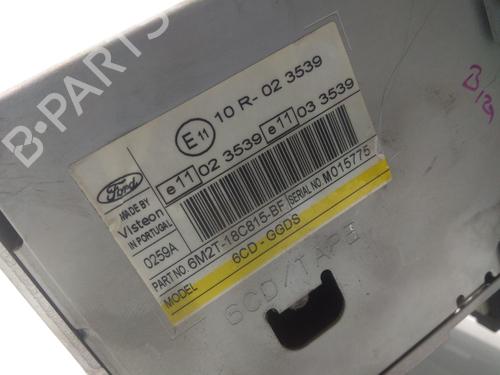 B-PARTS
E11 10 R- 02 3539
e11 02 3539 e11 03 3539
Ford
MADE BY
Visteon
IN PORTUGAL
0259A
PART NO. 6M2T-18C815-BF SERIAL NO. M015775
MODEL 6CD-GGDS
6CD/TAPE